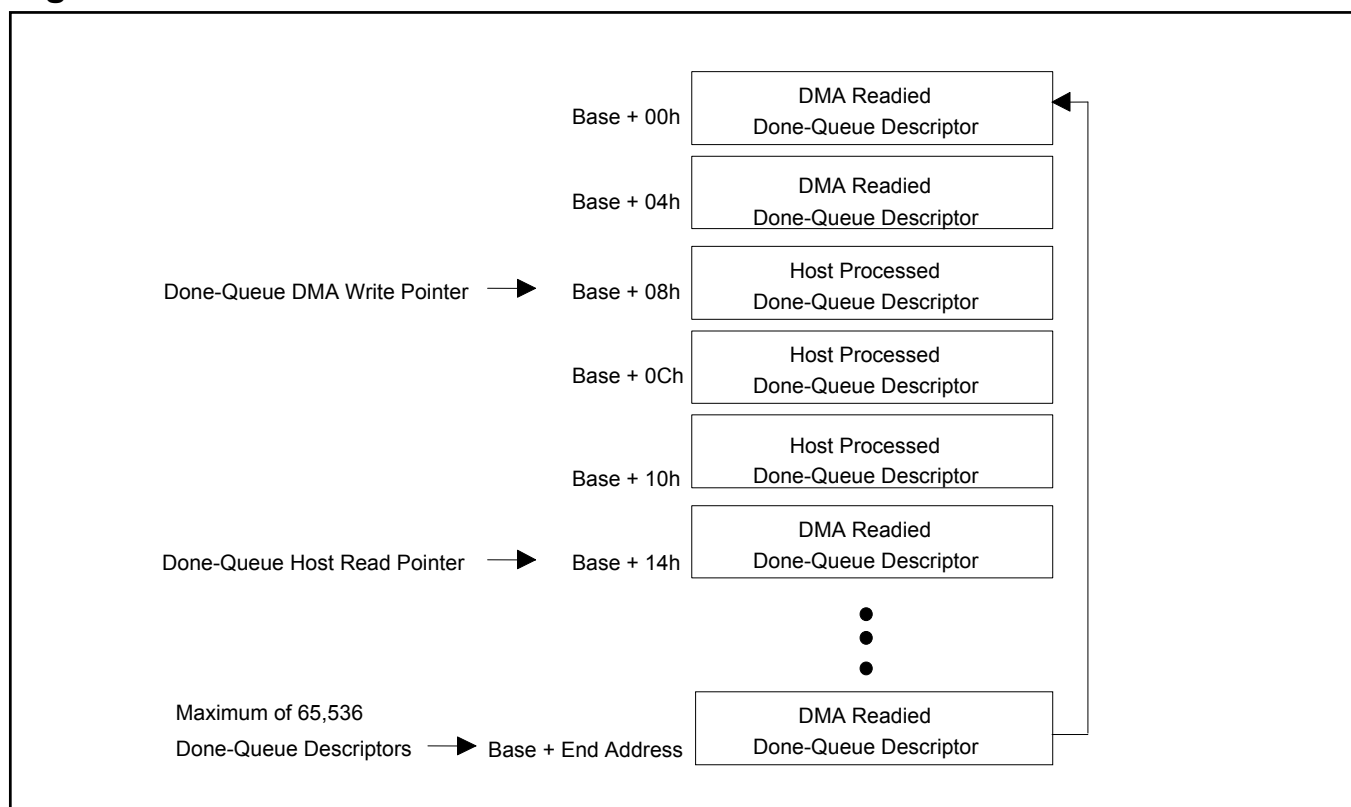 Base + 00h
DMA Readied
Done-Queue Descriptor
Base + 04h
DMA Readied
Done-Queue Descriptor
Done-Queue DMA Write Pointer
Base + 08h
Host Processed
Done-Queue Descriptor
Base + 0Ch
Host Processed
Done-Queue Descriptor
Base + 10h
Host Processed
Done-Queue Descriptor
Done-Queue Host Read Pointer
Base + 14h
DMA Readied
Done-Queue Descriptor
Maximum of 65,536
Done-Queue Descriptors
Base + End Address
DMA Readied
Done-Queue Descriptor